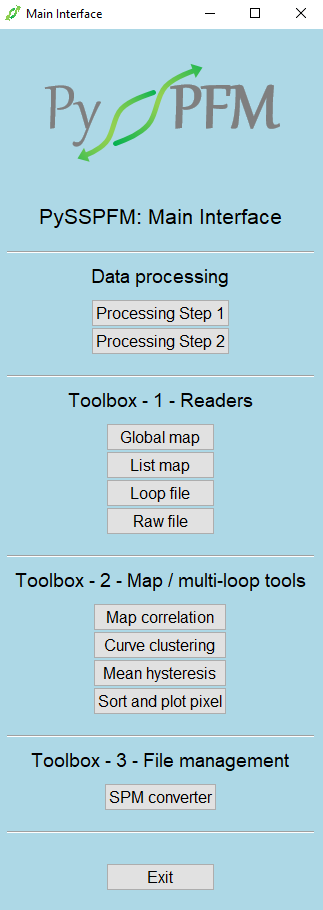 Main Interface
Py PFM
PySSPFM: Main Interface
Data processing
Processing Step 1
Processing Step 2
Toolbox - 1 - Readers
Global map
List map
Loop file
Raw file
Toolbox - 2 - Map / multi-loop tools
Map correlation
Curve clustering
Mean hysteresis
Sort and plot pixel
Toolbox - 3 - File management
SPM converter
Exit